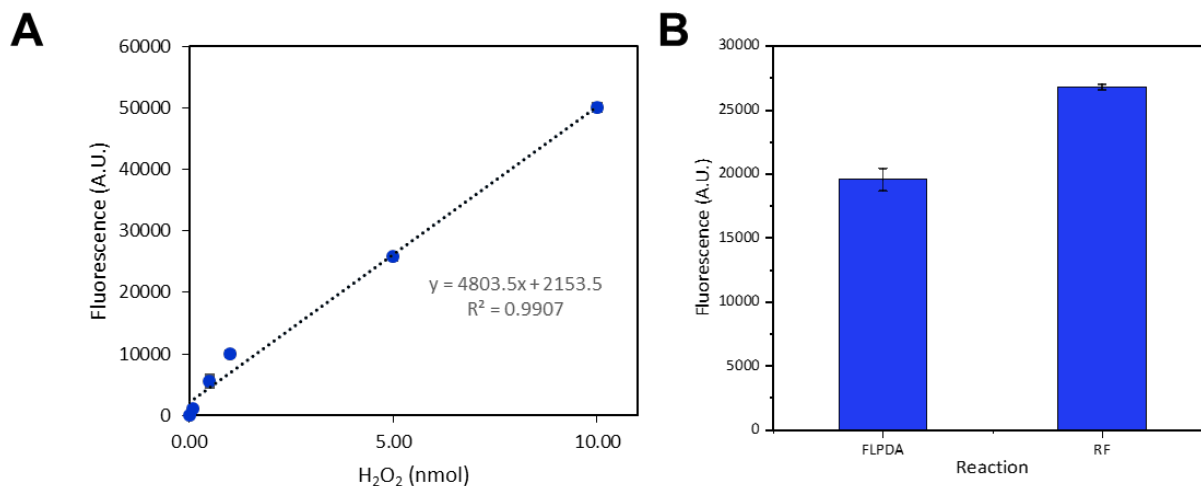 A
60000
50000
40000
30000
20000
10000
0
Fluorescence (A.U.)
y = 4803.5x + 2153.5
R² = 0.9907
0.00 5.00 10.00
H₂O₂ (nmol)
B
30000
25000
20000
15000
10000
5000
0
Fluorescence (A.U.)
FLPDA RF
Reaction